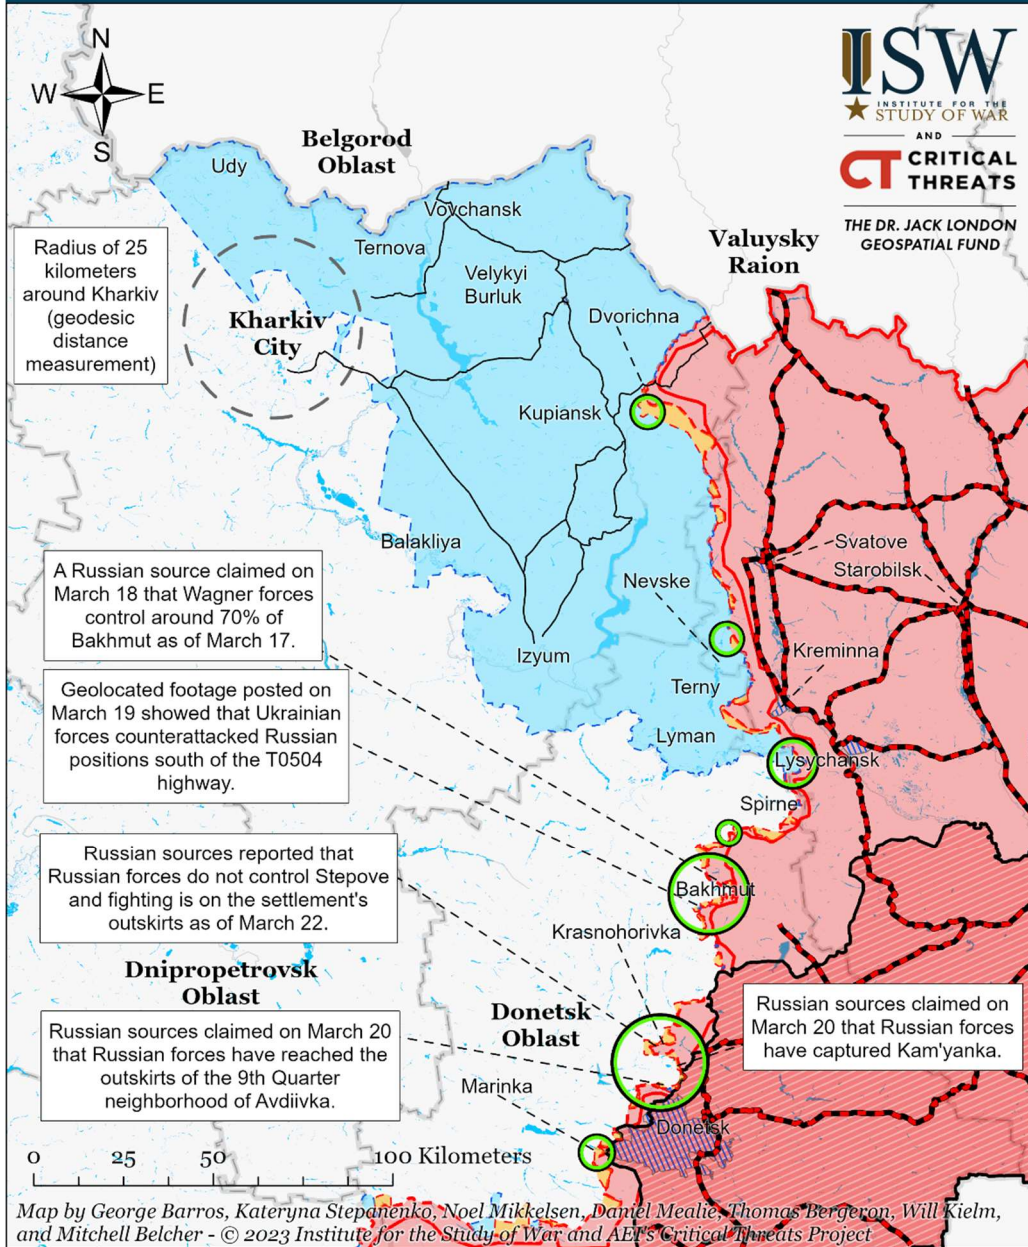 N
W
E
S
ISW
INSTITUTE FOR THE
STUDY OF WAR
AND
CT CRITICAL
THREATS
THE DR. JACK LONDON
GEOSPATIAL FUND
Belgorod
Oblast
Udy
Vovchansk
Ternova
Velykyi
Burluk
Valuysky
Raion
Radius of 25
kilometers
around Kharkiv
(geodesic
distance
measurement)
Kharkiv
City
Dvorichna
Kupiansk
Balakliya
Svatove
Starobilsk
Nevske
A Russian source claimed on
March 18 that Wagner forces
control around 70% of
Bakhmut as of March 17.
Izyum
Kreminna
Terny
Geolocated footage posted on
March 19 showed that Ukrainian
forces counterattacked Russian
positions south of the T0504
highway.
Lyman
Lysychansk
Spirne
Russian sources reported that
Russian forces do not control Stepove
and fighting is on the settlement's
outskirts as of March 22.
Bakhmut
Krasnohorivka
Dnipropetrovsk
Oblast
Donetsk
Oblast
Russian sources claimed on
March 20 that Russian forces
have captured Kam'yanka.
Russian sources claimed on March 20
that Russian forces have reached the
outskirts of the 9th Quarter
neighborhood of Avdiivka.
Marinka
Donetsk
0 25 50 100 Kilometers
Map by George Barros, Kateryna Stepanenko, Noel Mikkelsen, Daniel Mealie, Thomas Bergeron, Will Kielm,
and Mitchell Belcher - © 2023 Institute for the Study of War and AEI's Critical Threats Project